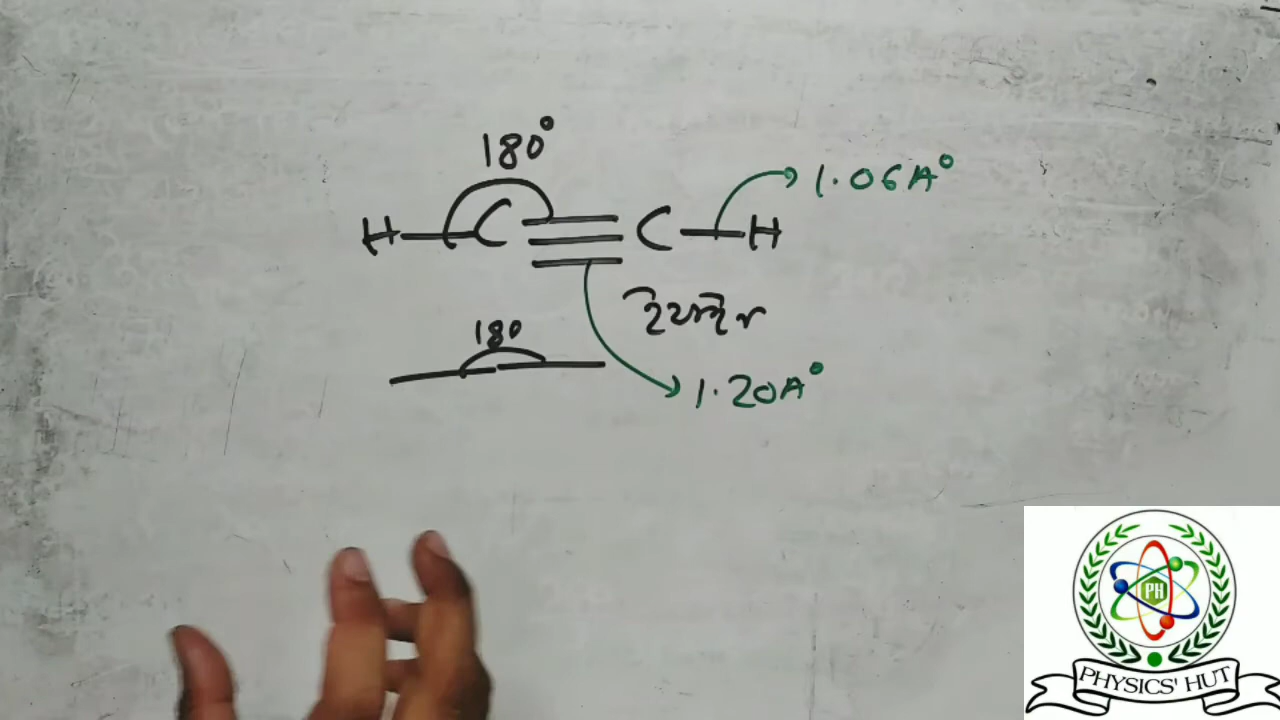 180°
H-C≡C-H
1.06A°
180
1.20A°
PH
PHYSICS' HUT